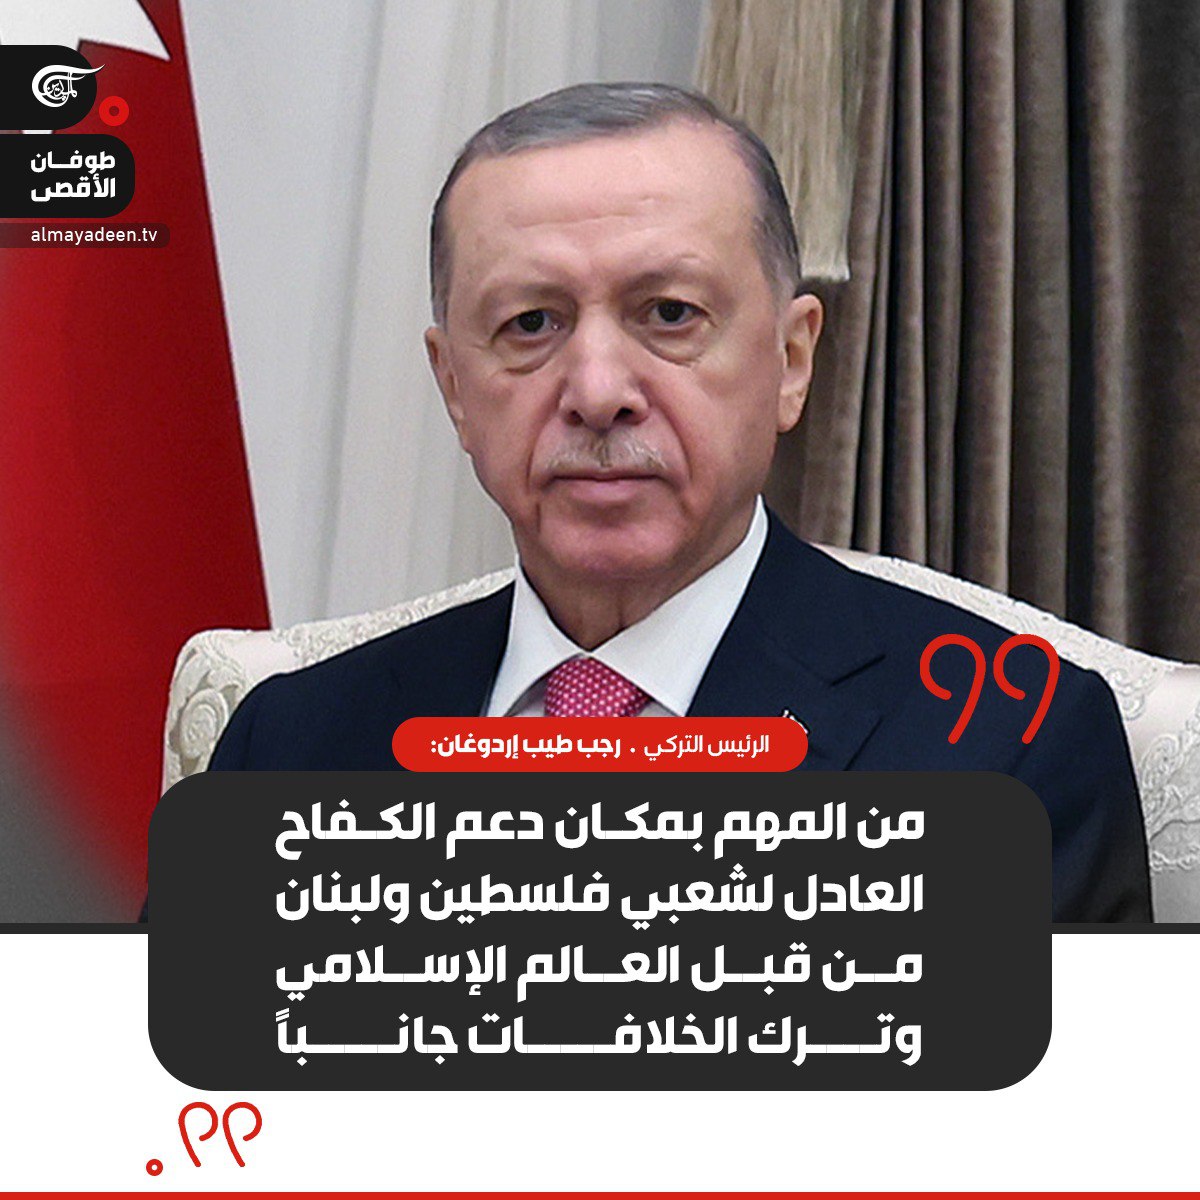 الميادين
طوفان
الأقصى
almayadeen.tv
الرئيس التركي . رجب طيب إردوغان:
من المهم بمكان دعم الكفاح
العادل لشعبي فلسطين ولبنان
من قبل العالم الإسلامي
وترك الخلافات جانباً